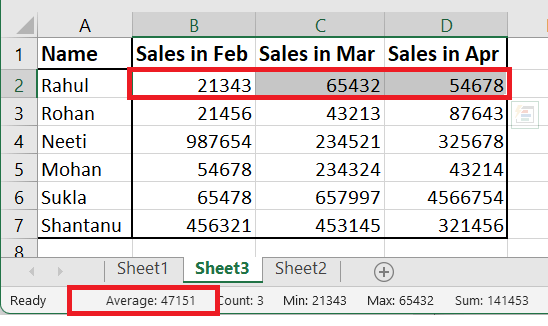 A B C D
1 Name Sales in Feb Sales in Mar Sales in Apr
2 Rahul 21343 65432 54678
3 Rohan 21456 43213 87643
4 Neeti 987654 234521 325678
5 Mohan 54678 234324 43214
6 Sukla 65478 657997 4566754
7 Shantanu 456321 453145 321456
8
Sheet1 Sheet3 Sheet2
Ready Average: 47151 Count: 3 Min: 21343 Max: 65432 Sum: 141453